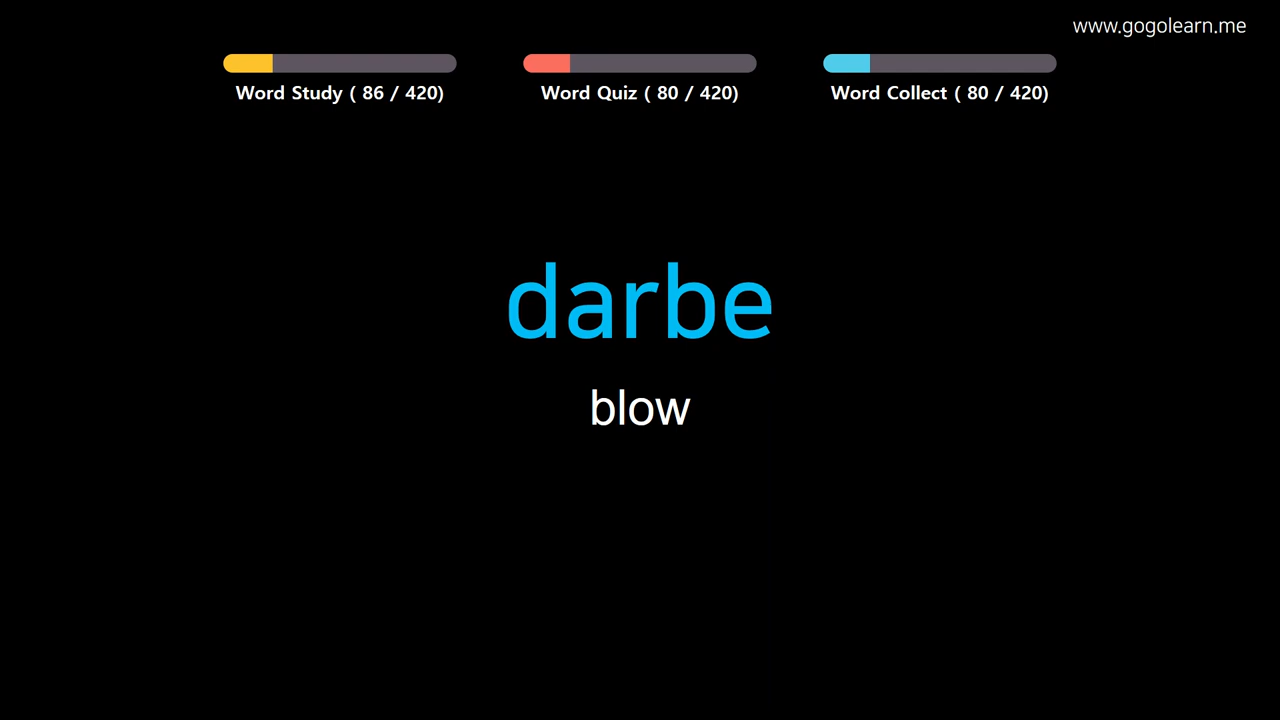 www.gogolearn.me
Word Study ( 86 / 420)
Word Quiz ( 80 / 420)
Word Collect ( 80 / 420)
darbe
blow